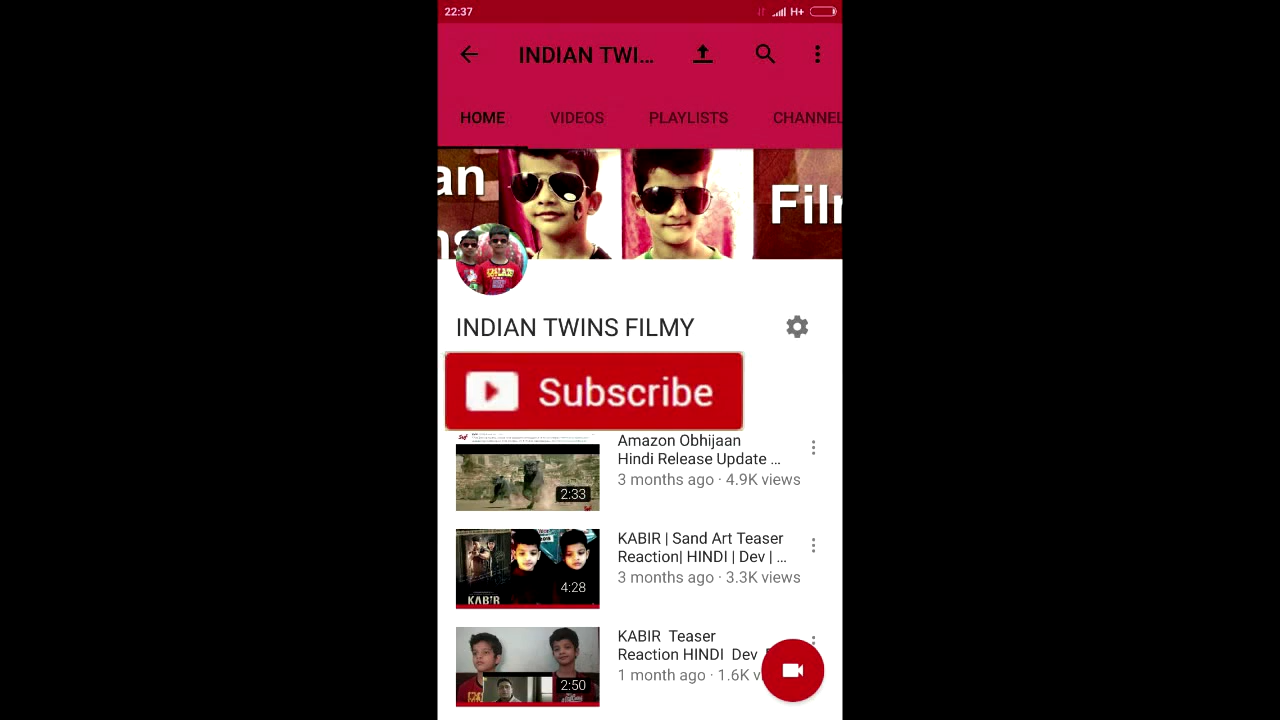 22:37
H+
INDIAN TWI...
HOME VIDEOS PLAYLISTS CHANNEL
an
Fil
INDIAN TWINS FILMY
Subscribe
Amazon Obhijaan
Hindi Release Update ...
3 months ago · 4.9K views
2:33
KABIR | Sand Art Teaser
Reaction| HINDI | Dev | ...
3 months ago · 3.3K views
4:28
KABIR
KABIR Teaser
Reaction HINDI Dev
1 month ago · 1.6K v
2:50